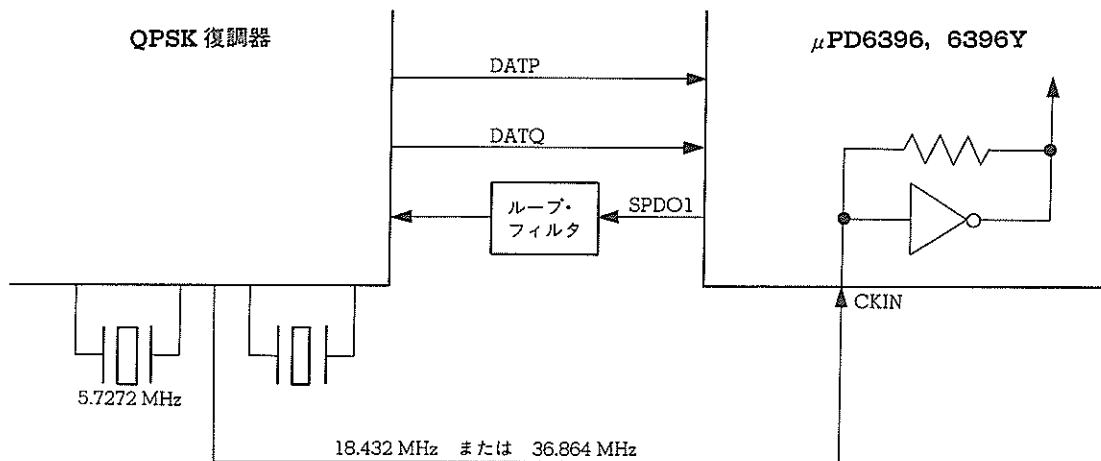 QPSK 復調器
μPD6396, 6396Y
DATP
DATQ
ループ・
フィルタ
SPDO1
CKIN
5.7272 MHz
18.432 MHz または 36.864 MHz